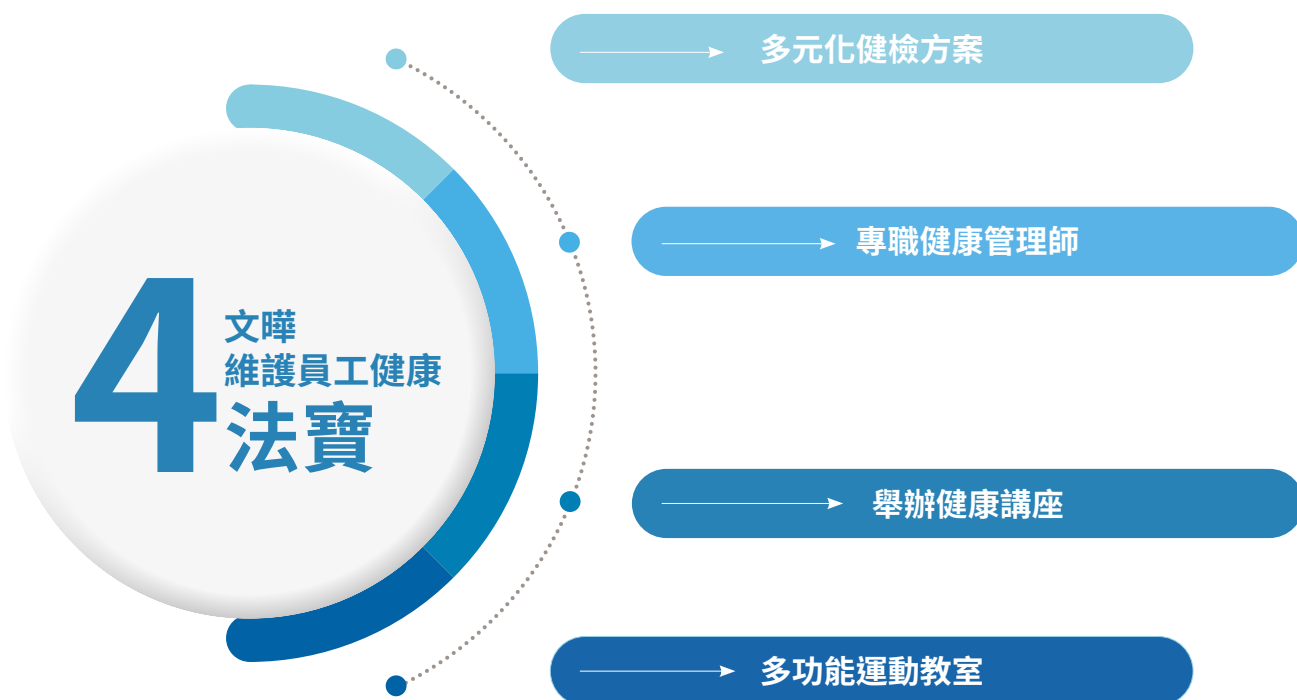 4
文曄
維護員工健康
法寶
多元化健檢方案
專職健康管理師
舉辦健康講座
多功能運動教室